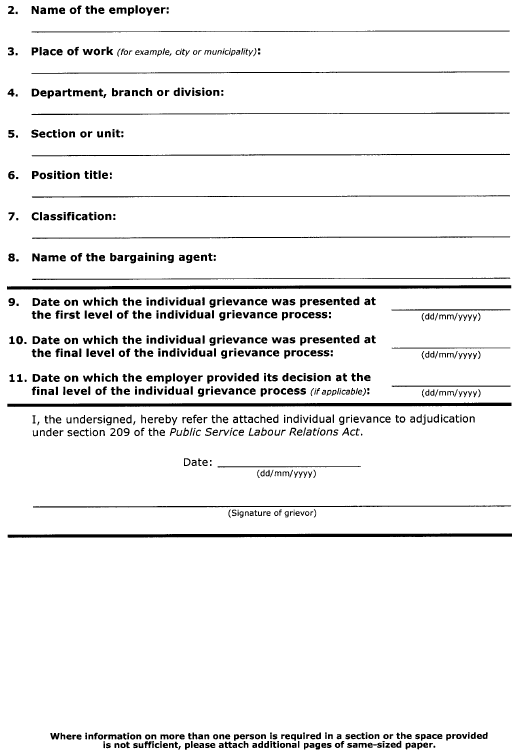 2. Name of the employer:
3. Place of work (for example, city or municipality):
4. Department, branch or division:
5. Section or unit:
6. Position title:
7. Classification:
8. Name of the bargaining agent:
9. Date on which the individual grievance was presented at
the first level of the individual grievance process:
(dd/mm/yyyy)
10. Date on which the individual grievance was presented at
the final level of the individual grievance process:
(dd/mm/yyyy)
11. Date on which the employer provided its decision at the
final level of the individual grievance process (if applicable):
(dd/mm/yyyy)
I, the undersigned, hereby refer the attached individual grievance to adjudication
under section 209 of the Public Service Labour Relations Act.
Date:
(dd/mm/yyyy)
(Signature of grievor)
Where information on more than one person is required in a section or the space provided
is not sufficient, please attach additional pages of same-sized paper.